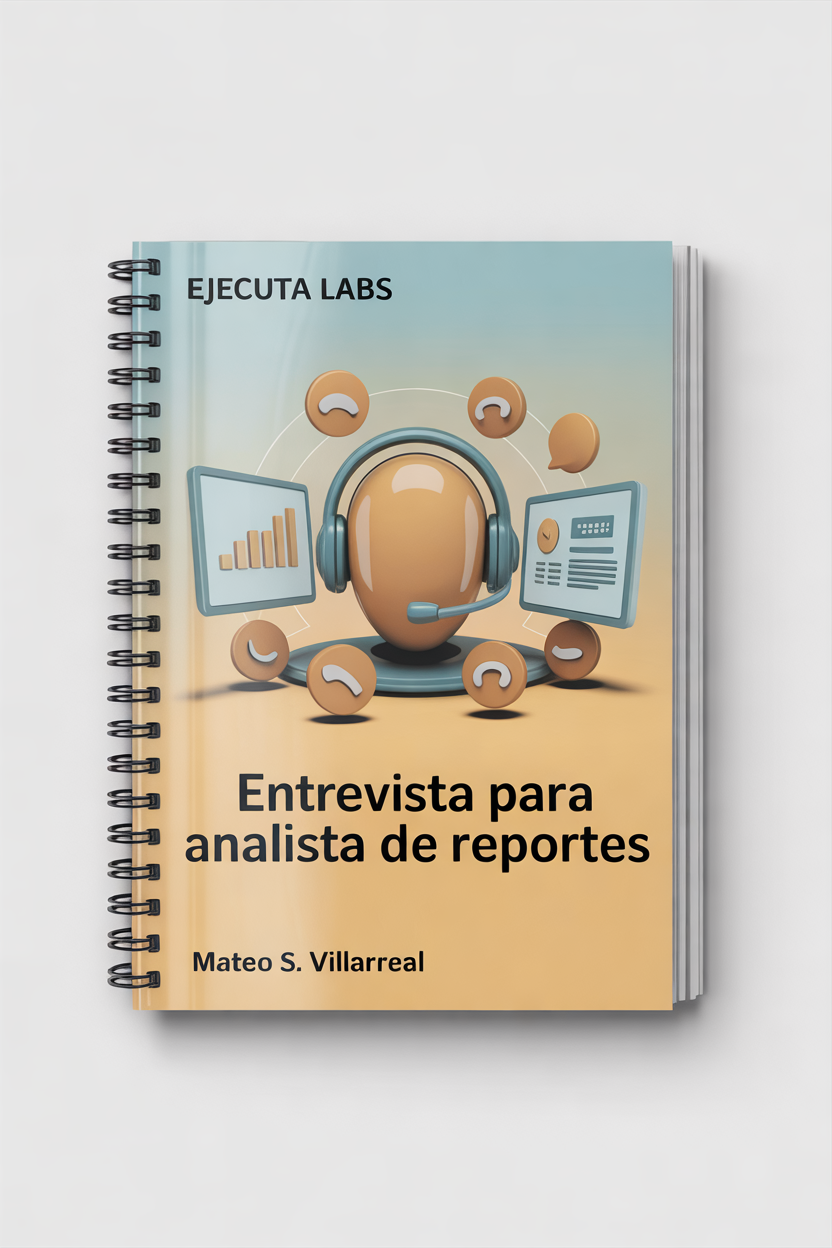 EJECUTA LABS
Entrevista para
analista de reportes
Mateo S. Villarreal